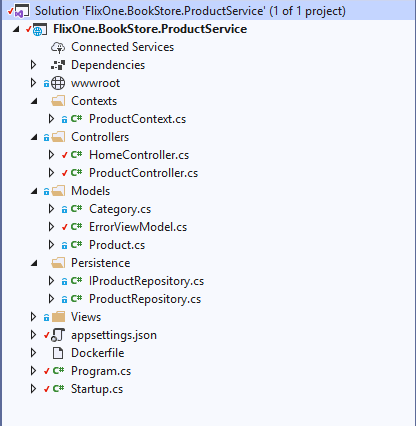 Solution 'FlixOne.BookStore.ProductService' (1 of 1 project)
FlixOne.BookStore.ProductService
Connected Services
Dependencies
wwwroot
Contexts
C# ProductContext.cs
Controllers
C# HomeController.cs
C# ProductController.cs
Models
C# Category.cs
C# ErrorViewModel.cs
C# Product.cs
Persistence
C# IProductRepository.cs
C# ProductRepository.cs
Views
appsettings.json
Dockerfile
C# Program.cs
C# Startup.cs